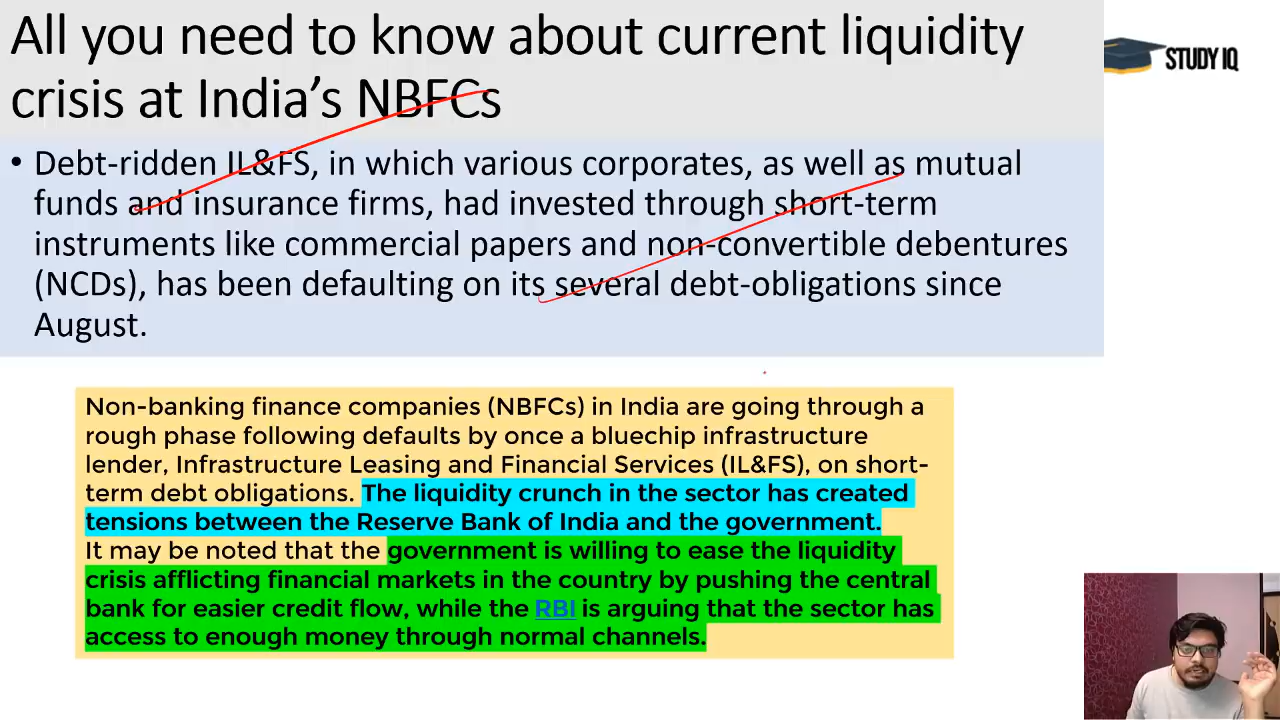 All you need to know about current liquidity
crisis at India's NBFCs
STUDY IQ
• Debt-ridden IL&FS, in which various corporates, as well as mutual
funds and insurance firms, had invested through short-term
instruments like commercial papers and non-convertible debentures
(NCDs), has been defaulting on its several debt-obligations since
August.
Non-banking finance companies (NBFCs) in India are going through a
rough phase following defaults by once a bluechip infrastructure
lender, Infrastructure Leasing and Financial Services (IL&FS), on short-
term debt obligations. The liquidity crunch in the sector has created
tensions between the Reserve Bank of India and the government.
It may be noted that the government is willing to ease the liquidity
crisis afflicting financial markets in the country by pushing the central
bank for easier credit flow, while the RBI is arguing that the sector has
access to enough money through normal channels.